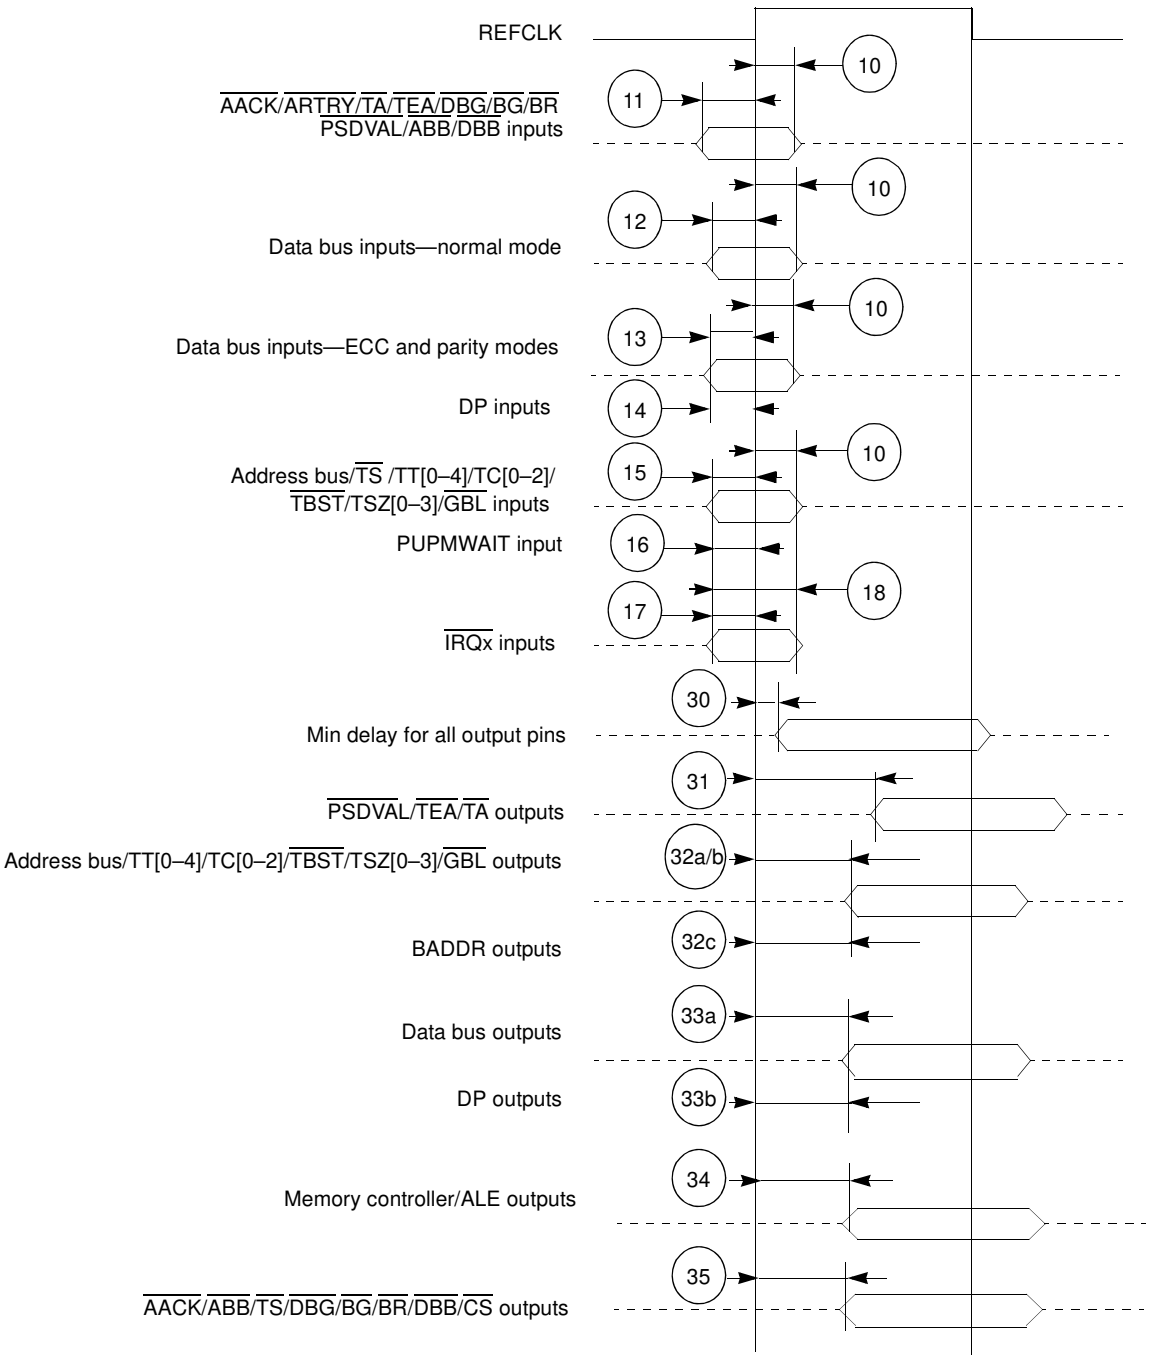 REFCLK
10
11
AACK/ARTRY/TA/TEA/DBG/BG/BR
PSDVAL/ABB/DBB inputs
10
12
Data bus inputs—normal mode
10
13
Data bus inputs—ECC and parity modes
DP inputs
14
10
15
Address bus/TS /TT[0–4]/TC[0–2]/
TBST/TSZ[0–3]/GBL inputs
PUPMWAIT input
16
18
17
IRQx inputs
30
Min delay for all output pins
31
PSDVAL/TEA/TA outputs
32a/b
Address bus/TT[0–4]/TC[0–2]/TBST/TSZ[0–3]/GBL outputs
32c
BADDR outputs
33a
Data bus outputs
33b
DP outputs
34
Memory controller/ALE outputs
35
AACK/ABB/TS/DBG/BG/BR/DBB/CS outputs